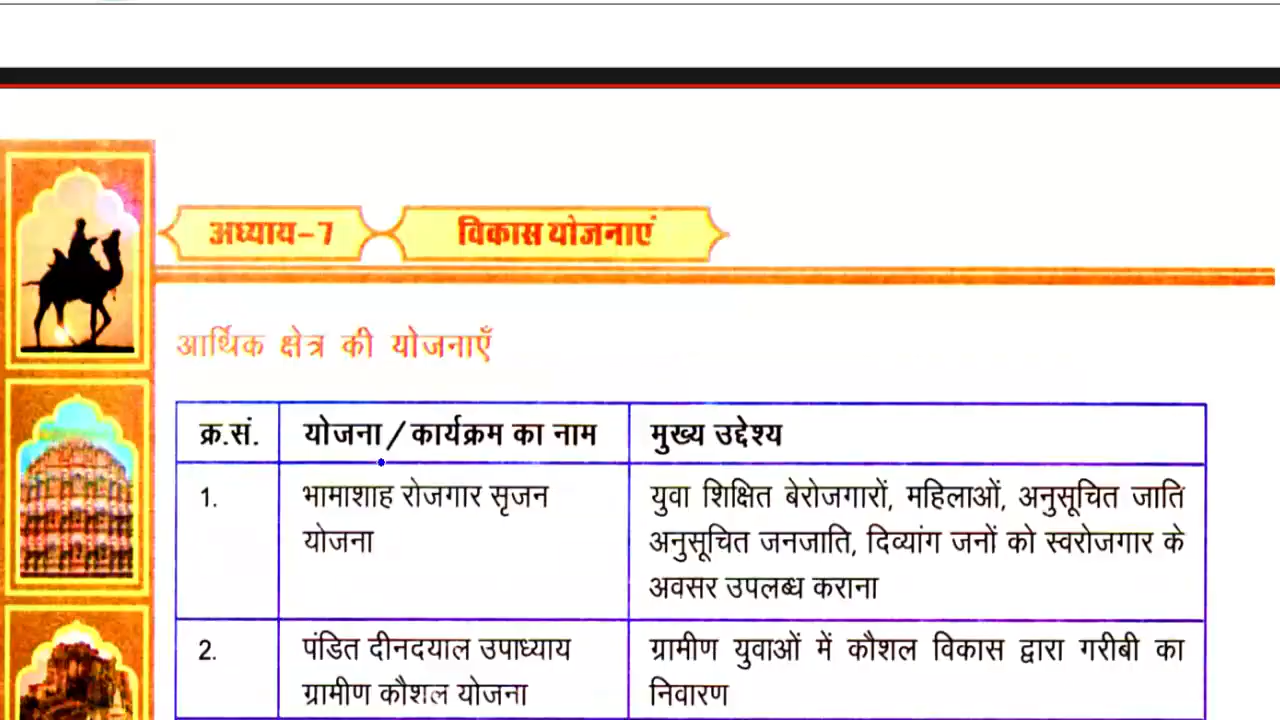 अध्याय-7 विकास योजनाएं
आर्थिक क्षेत्र की योजनाएँ
क्र.सं. योजना / कार्यक्रम का नाम मुख्य उद्देश्य
1. भामाशाह रोजगार सृजन योजना युवा शिक्षित बेरोजगारों, महिलाओं, अनुसूचित जाति
अनुसूचित जनजाति, दिव्यांग जनों को स्वरोजगार के
अवसर उपलब्ध कराना
2. पंडित दीनदयाल उपाध्याय ग्रामीण कौशल योजना ग्रामीण युवाओं में कौशल विकास द्वारा गरीबी का
निवारण